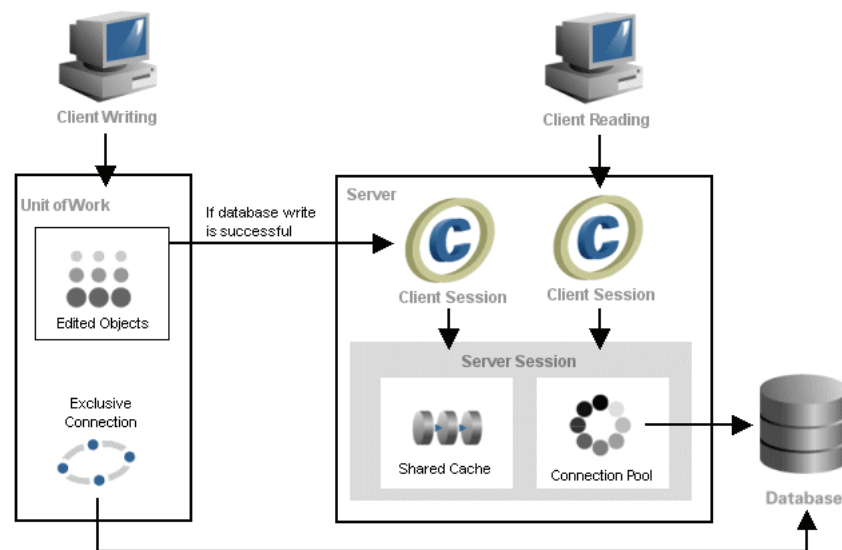 Client Writing
Client Reading
Unit of Work
If database write
is successful
Server
Edited Objects
Client Session
Client Session
Server Session
Exclusive
Connection
Shared Cache
Connection Pool
Database